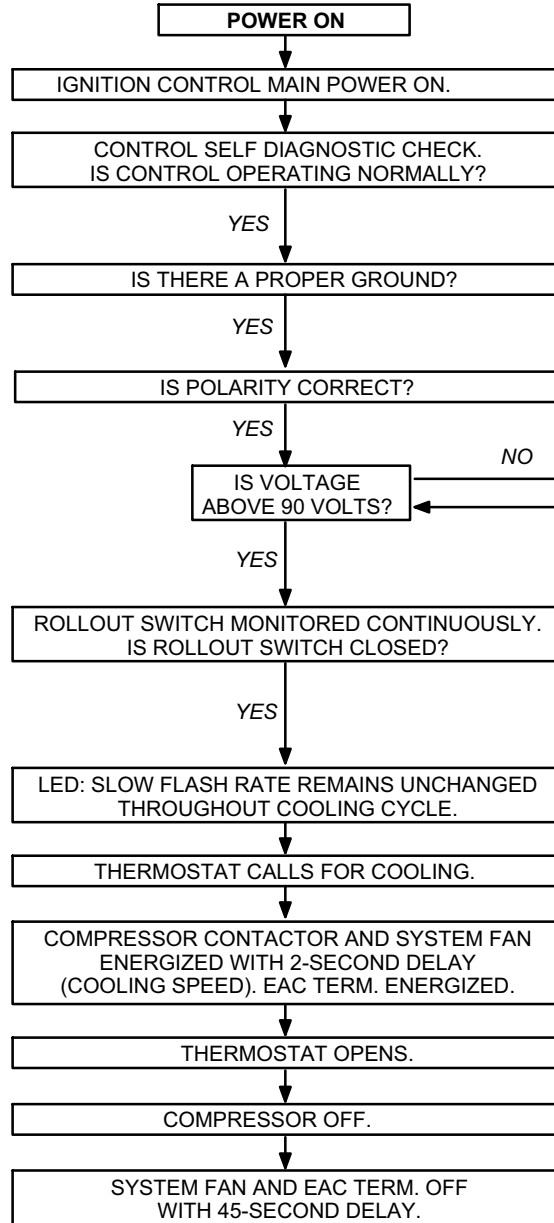 POWER ON
IGNITION CONTROL MAIN POWER ON.
CONTROL SELF DIAGNOSTIC CHECK.
IS CONTROL OPERATING NORMALLY?
YES
IS THERE A PROPER GROUND?
YES
IS POLARITY CORRECT?
YES
NO
IS VOLTAGE
ABOVE 90 VOLTS?
YES
ROLLOUT SWITCH MONITORED CONTINUOUSLY.
IS ROLLOUT SWITCH CLOSED?
YES
LED: SLOW FLASH RATE REMAINS UNCHANGED
THROUGHOUT COOLING CYCLE.
THERMOSTAT CALLS FOR COOLING.
COMPRESSOR CONTACTOR AND SYSTEM FAN
ENERGIZED WITH 2-SECOND DELAY
(COOLING SPEED). EAC TERM. ENERGIZED.
THERMOSTAT OPENS.
COMPRESSOR OFF.
SYSTEM FAN AND EAC TERM. OFF
WITH 45-SECOND DELAY.